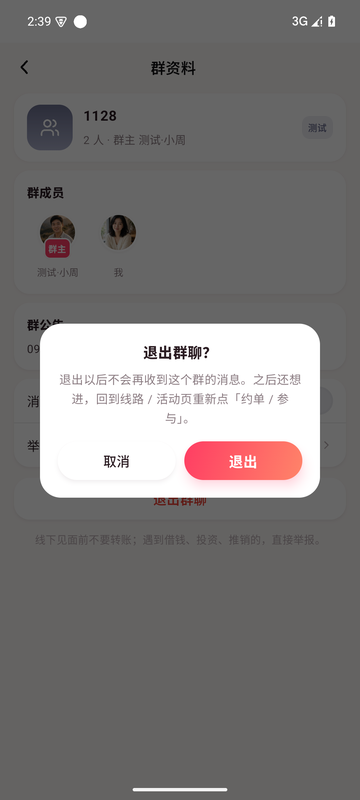 2:39
3G
群资料
1128
2 人 · 群主 测试·小周
测试
群成员
群主
测试·小周
我
群公告
09
消
举
退出群聊?
退出以后不会再收到这个群的消息。之后还想
进，回到线路 / 活动页重新点「约单 / 参
与」。
取消
退出
退出群聊
线下见面前不要转账；遇到借钱、投资、推销的，直接举报。